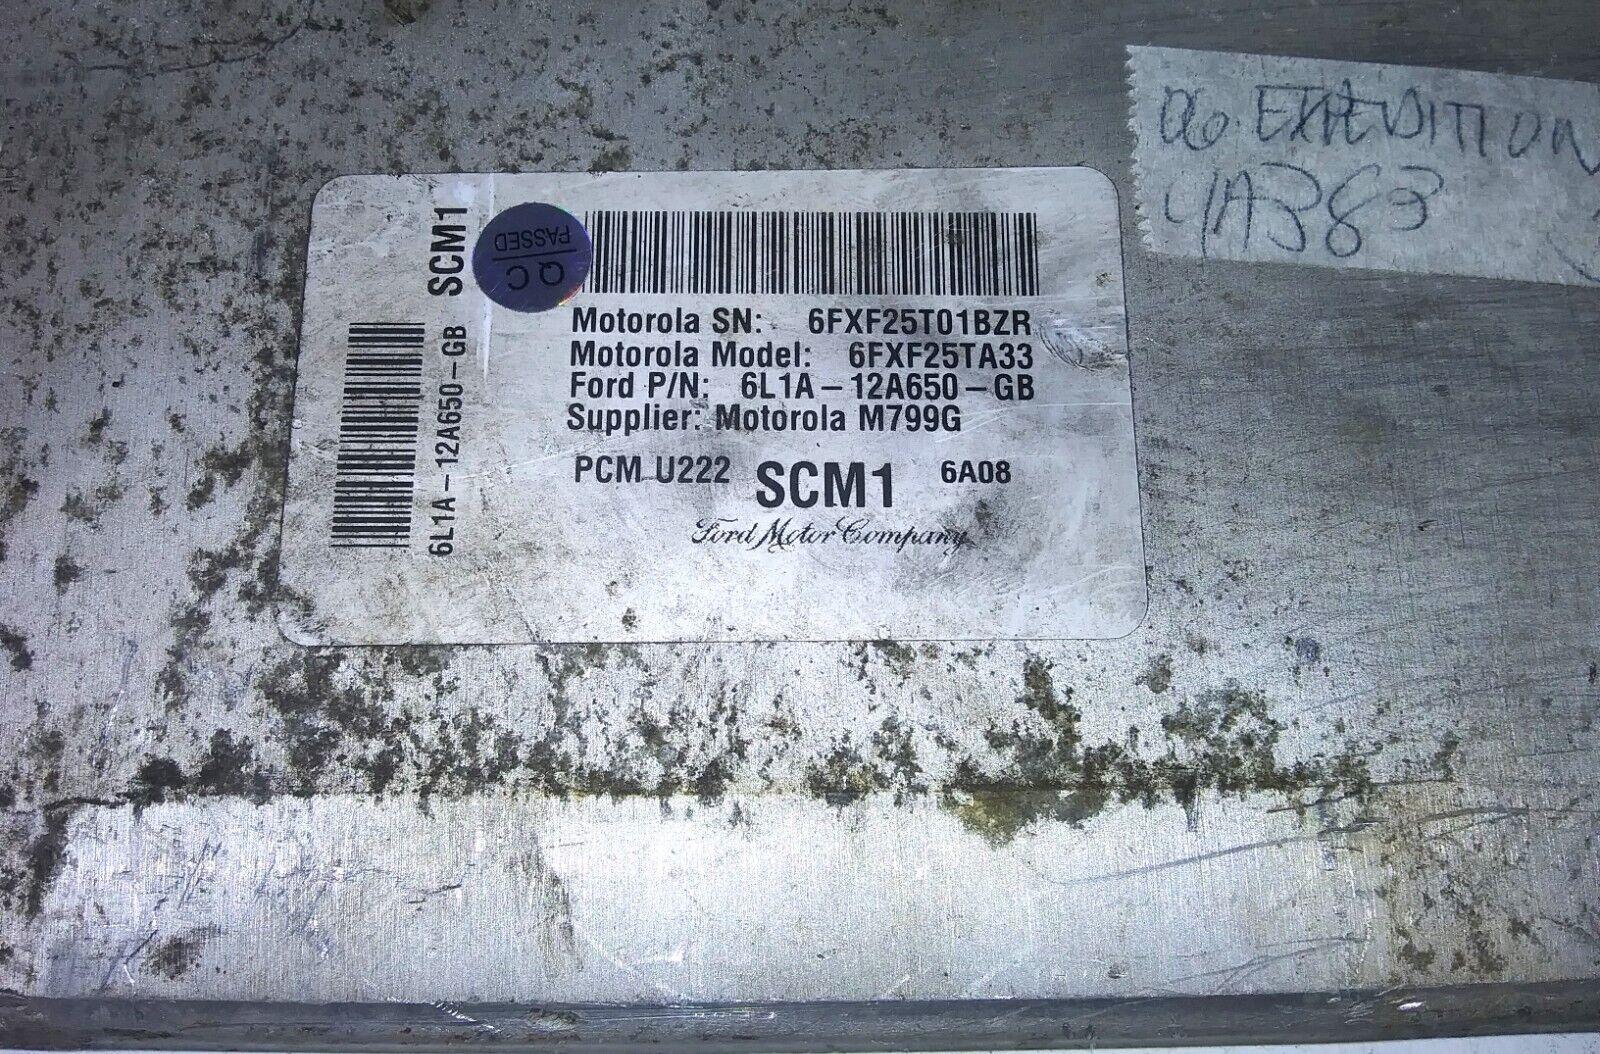 06 EXPEDITION
4A383
SCM1
6L1A-12A650-GB
QC
PASSED
Motorola SN: 6FXF25T01BZR
Motorola Model: 6FXF25TA33
Ford P/N: 6L1A-12A650-GB
Supplier: Motorola M799G
PCM U222 SCM1 6A08
Ford Motor Company